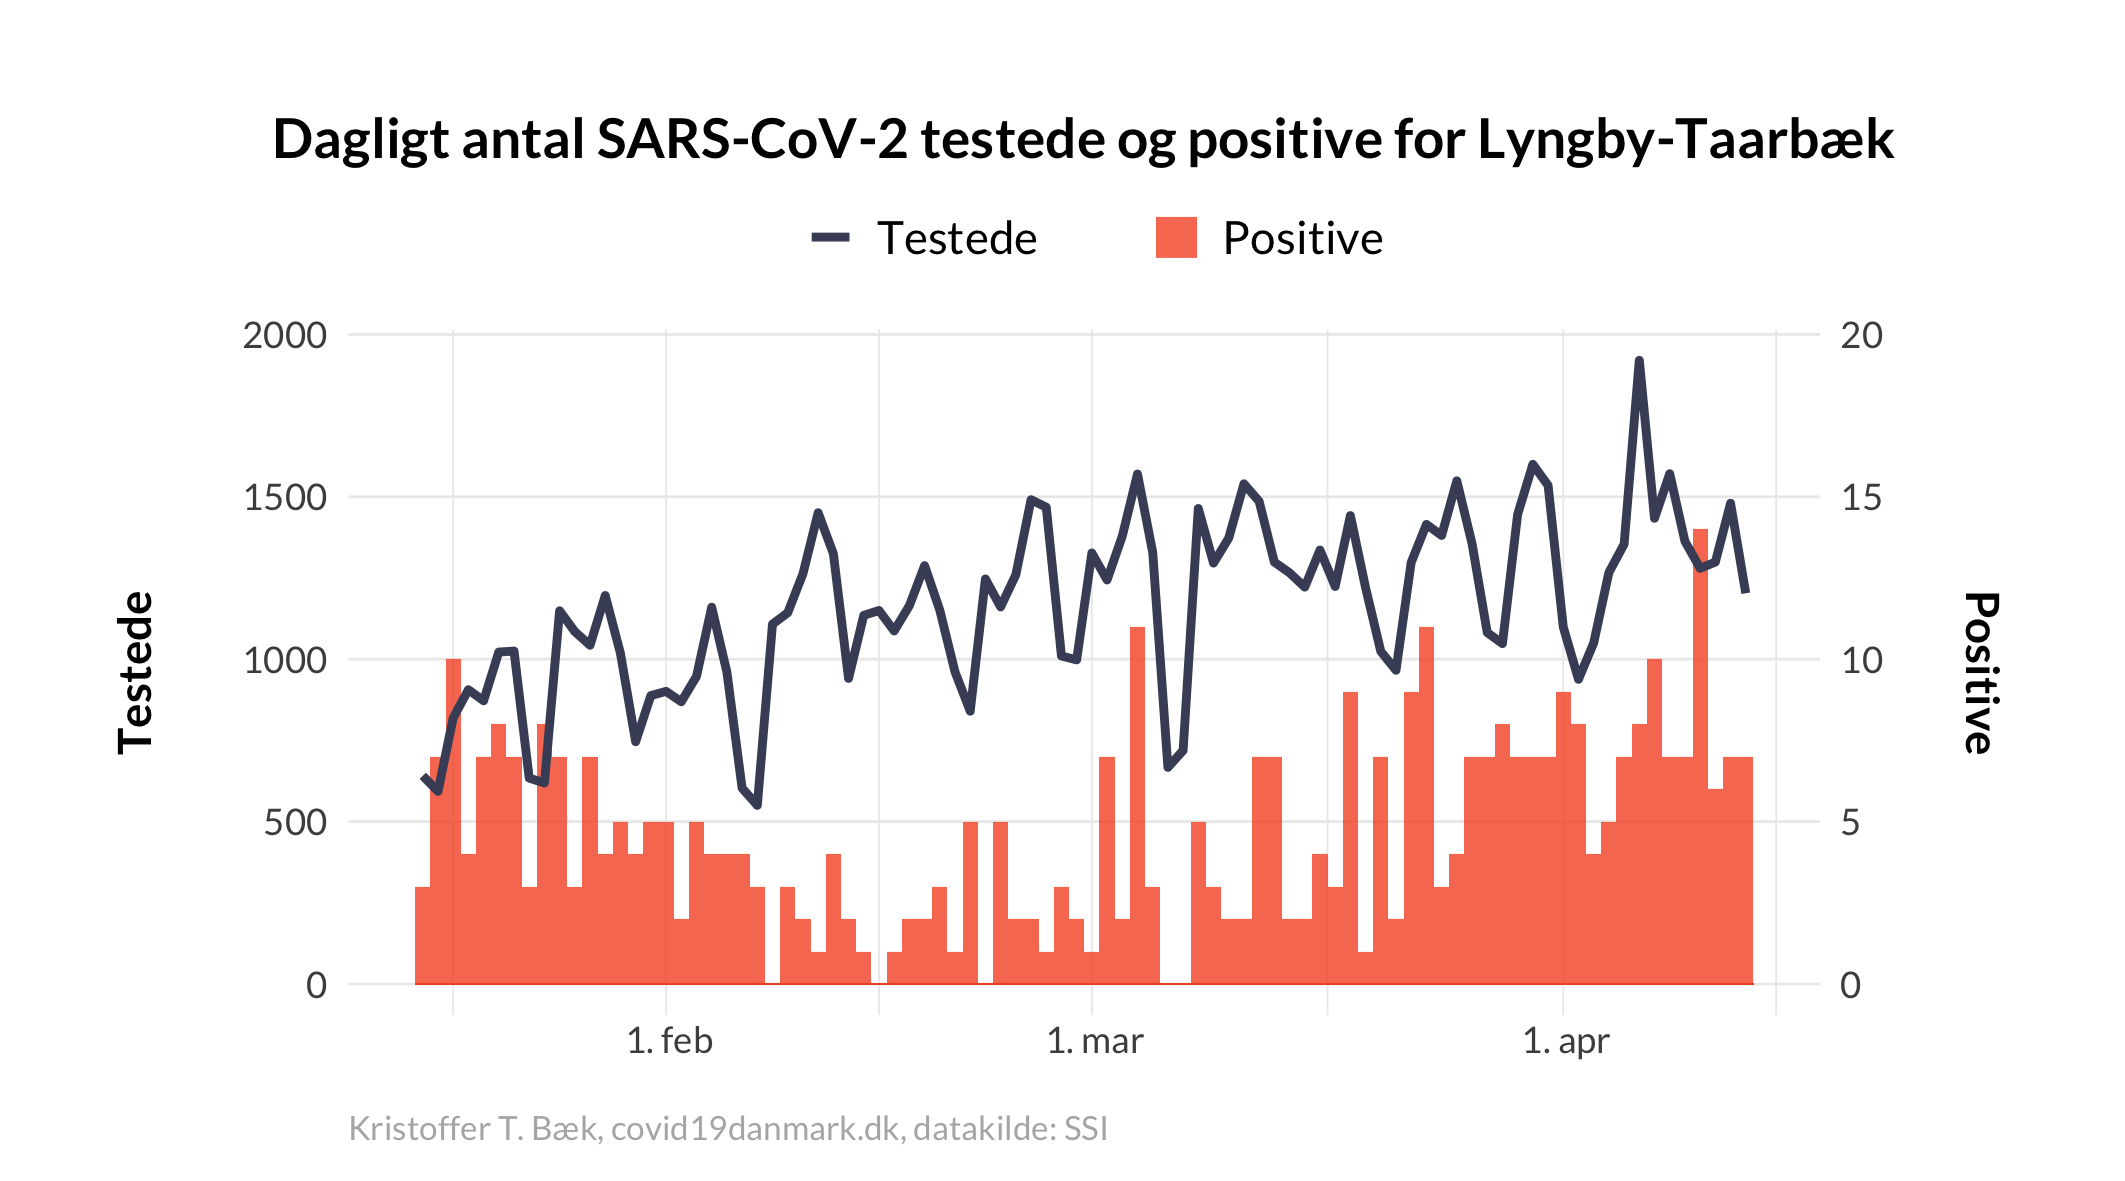 Dagligt antal SARS-CoV-2 testede og positive for Lyngby-Taarbæk
Testede
Positive
2000
1500
1000
500
0
Testede
20
15
10
5
0
Positive
1. feb
1. mar
1. apr
Kristoffer T. Bæk, covid19danmark.dk, datakilde: SSI